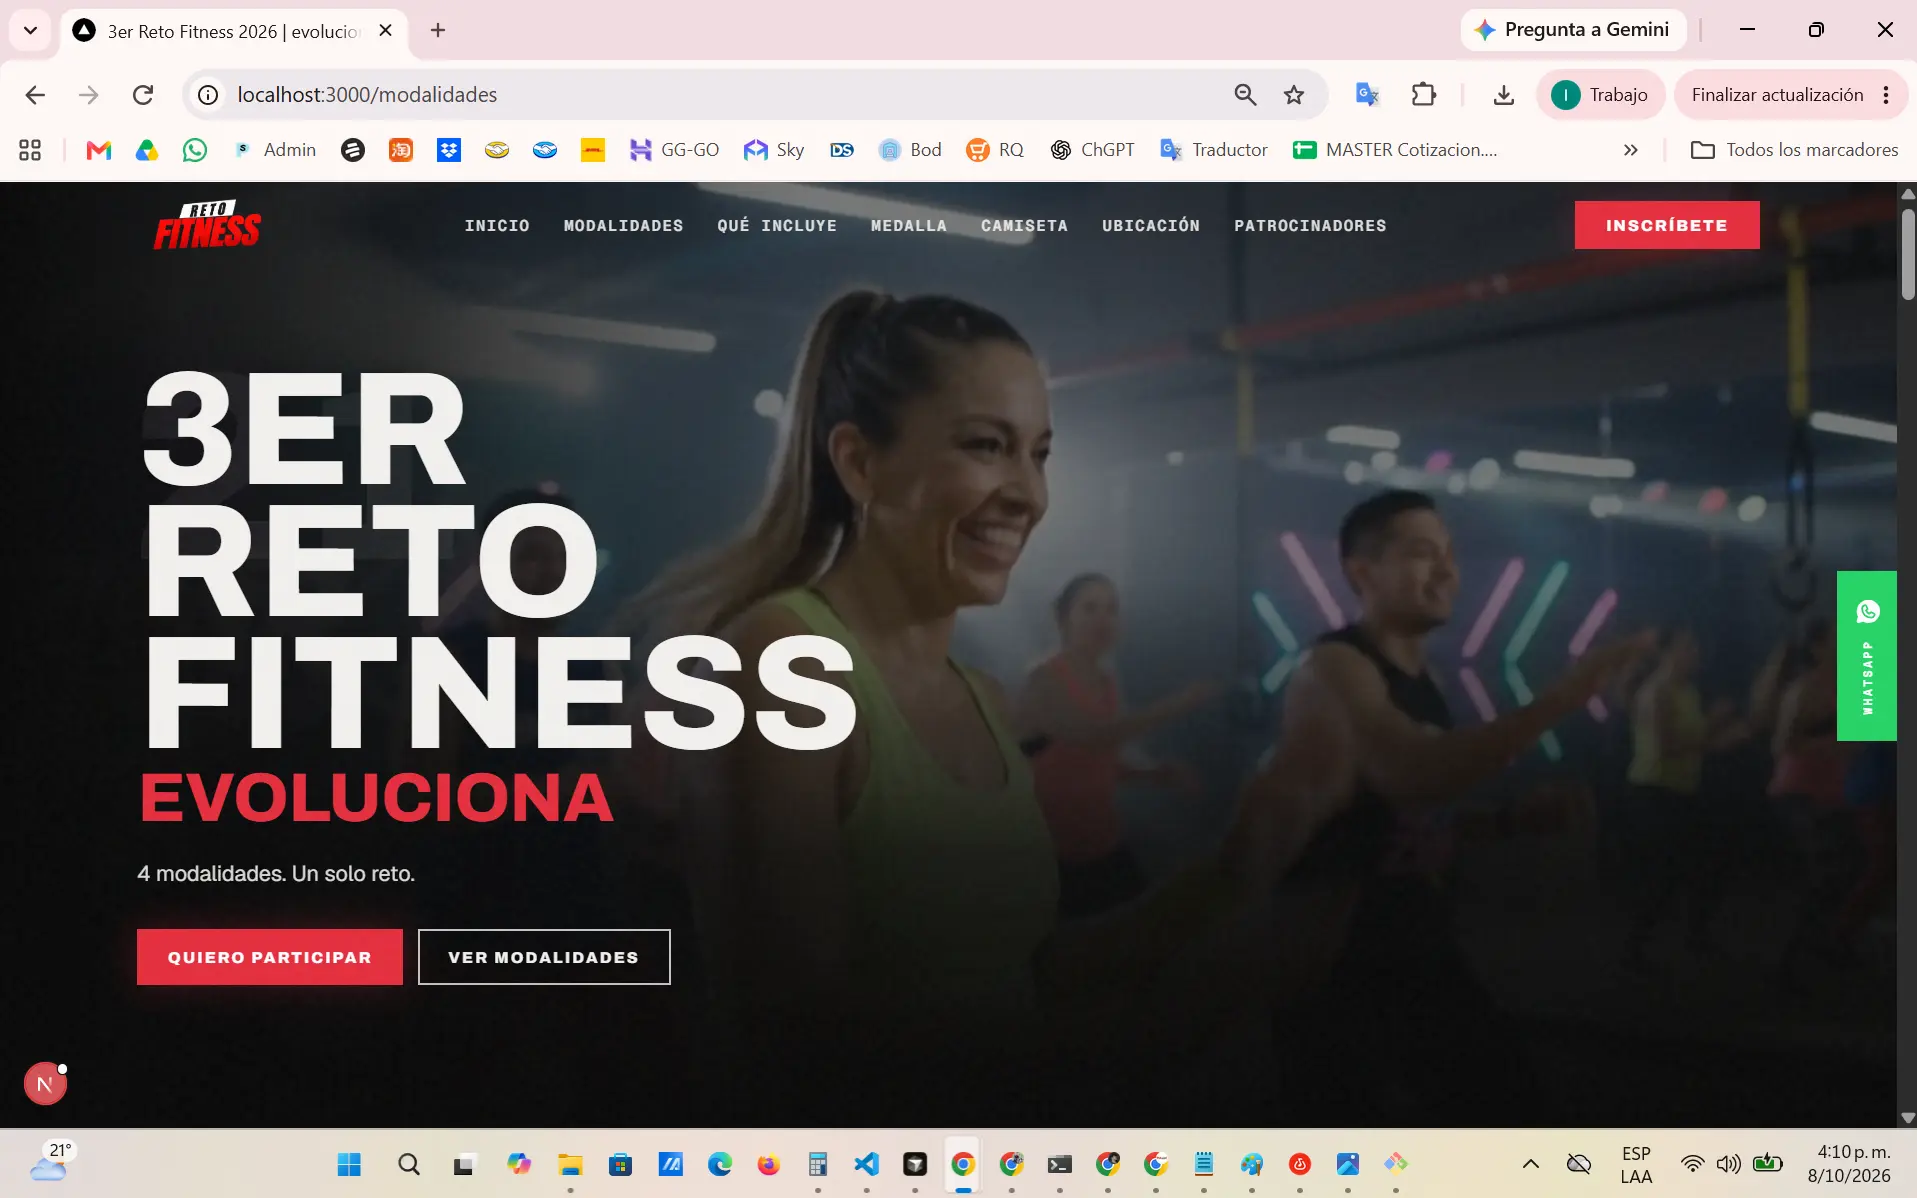 3er Reto Fitness 2026 | evolucio
Pregunta a Gemini
localhost:3000/modalidades
I
Trabajo
Finalizar actualización
Admin
GG-GO
Sky
DS
Bod
RQ
ChGPT
Traductor
MASTER Cotizacion....
Todos los marcadores
RETO
FITNESS
INICIO
MODALIDADES
QUÉ INCLUYE
MEDALLA
CAMISETA
UBICACIÓN
PATROCINADORES
INSCRÍBETE
3ER
RETO
FITNESS
EVOLUCIONA
4 modalidades. Un solo reto.
QUIERO PARTICIPAR
VER MODALIDADES
WHATSAPP
N
21°
ESP
LAA
4:10 p. m.
8/10/2026